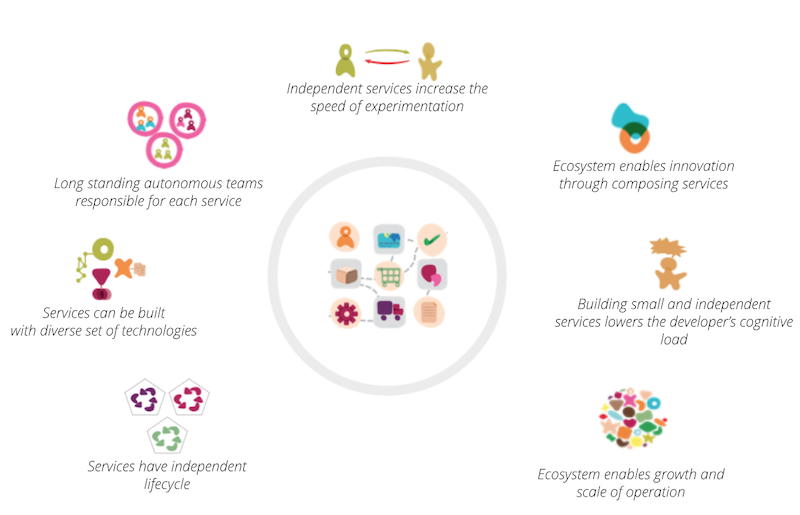 Independent services increase the
speed of experimentation
Long standing autonomous teams
responsible for each service
Ecosystem enables innovation
through composing services
Services can be built
with diverse set of technologies
Building small and independent
services lowers the developer's cognitive
load
Services have independent
lifecycle
Ecosystem enables growth and
scale of operation